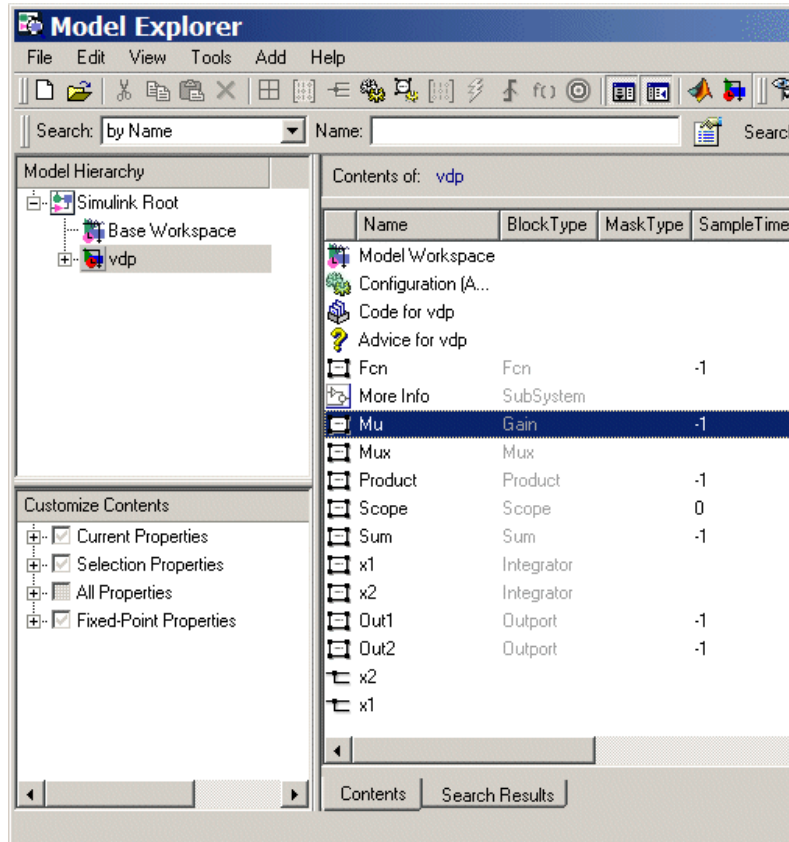 Model Explorer
File Edit View Tools Add Help
Search: by Name Name: Searc
Model Hierarchy
Simulink Root
Base Workspace
vdp
Customize Contents
Current Properties
Selection Properties
All Properties
Fixed-Point Properties
Contents of: vdp
Name BlockType MaskType SampleTime
Model Workspace
Configuration (A...
Code for vdp
Advice for vdp
Fcn Fcn -1
More Info SubSystem
Mu Gain -1
Mux Mux
Product Product -1
Scope Scope 0
Sum Sum -1
x1 Integrator
x2 Integrator
Out1 Outport -1
Out2 Outport -1
x2
x1
Contents Search Results